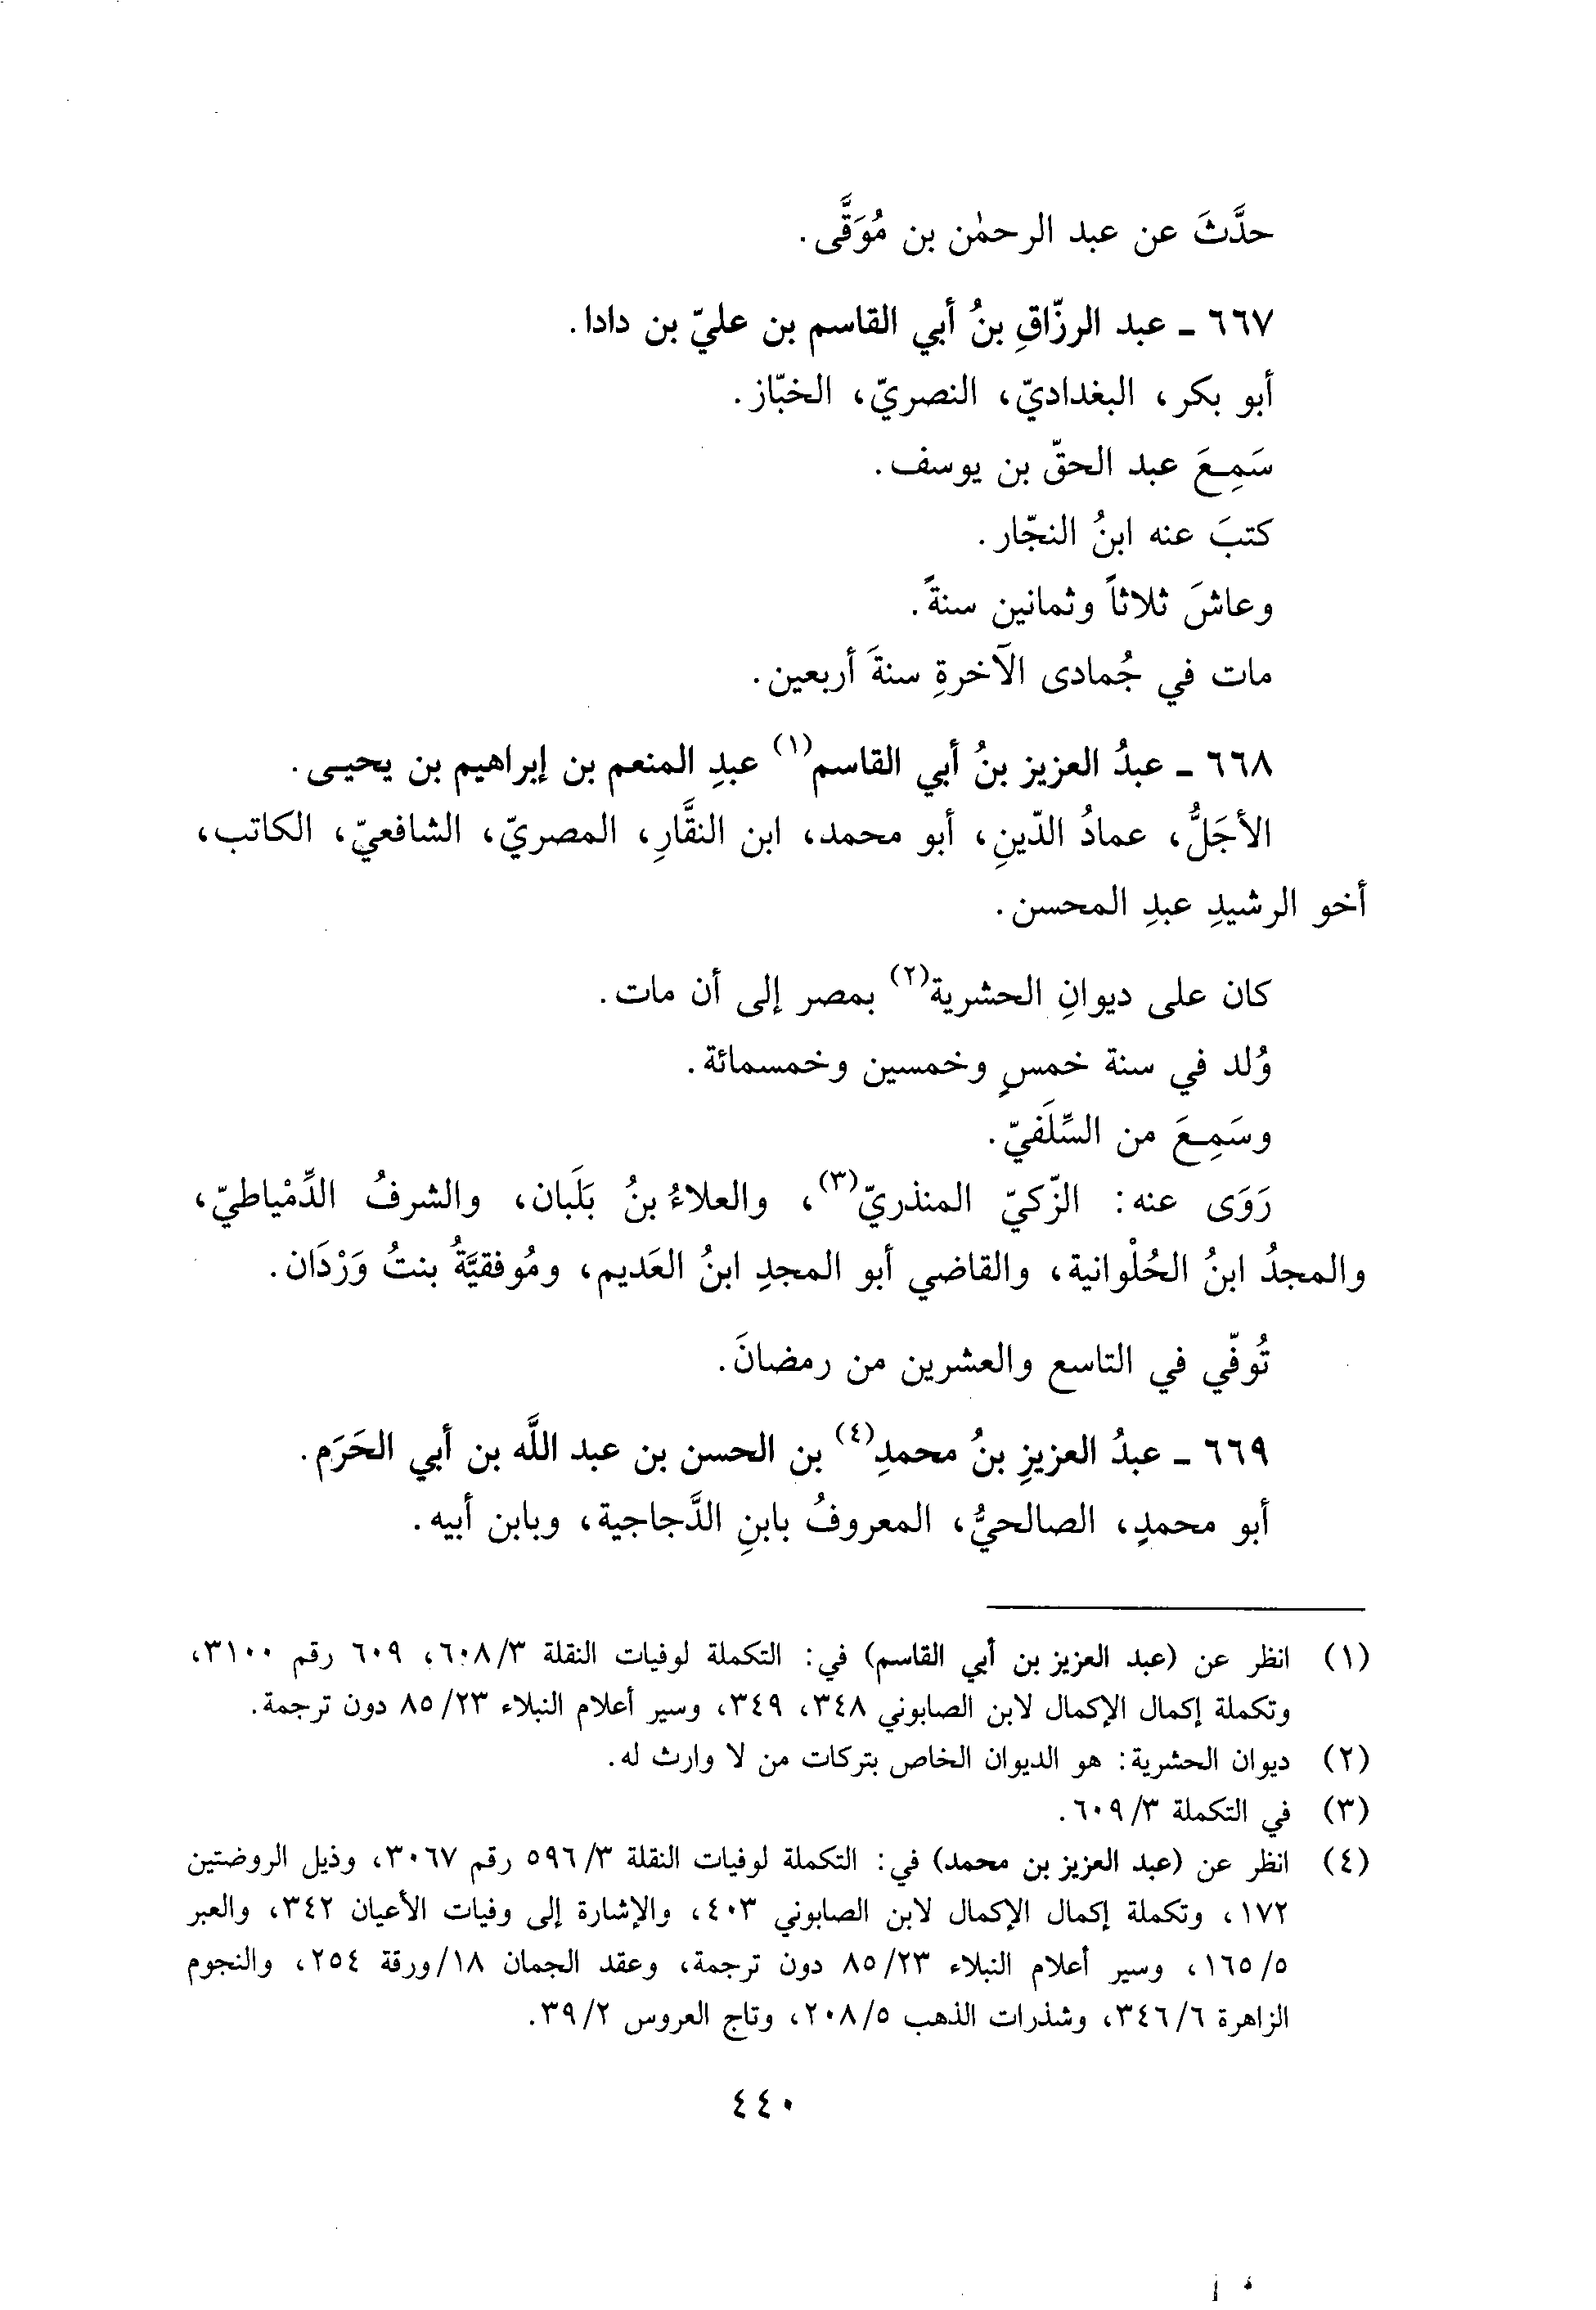 حدَّثَ عن عبد الرحمٰن بن مُوَقَّى.
٦٦٧ ـ عبد الرزّاقِ بنُ أبي القاسم بن عليّ بن دادا.
أبو بكر، البغداديّ، النصريّ، الخبّاز.
سَمِعَ عبد الحقّ بن يوسف.
كتبَ عنه ابنُ النجّار.
وعاشَ ثلاثاً وثمانين سنةً.
مات في جُمادى الآخرةِ سنةَ أربعين.
٦٦٨ ـ عبدُ العزيز بنُ أبي القاسم(١) عبدِ المنعم بن إبراهيم بن يحيى.
الأجَلُّ، عمادُ الدّينِ، أبو محمد، ابن النقَّارِ، المصريّ، الشافعيّ، الكاتب،
أخو الرشيدِ عبدِ المحسن.
كان على ديوانِ الحشرية(٢) بمصر إلى أن مات.
وُلد في سنة خمسٍ وخمسين وخمسمائة.
وسَمِعَ من السِّلَفيّ.
رَوَى عنه: الزّكيّ المنذريّ(٣)، والعلاءُ بنُ بَلَبان، والشرفُ الدِّمْياطيّ،
والمجدُ ابنُ الحُلْوانية، والقاضي أبو المجدِ ابنُ العَديم، ومُوفقيَّةُ بنتُ وَرْدَان.
تُوفّي في التاسع والعشرين من رمضانَ.
٦٦٩ ـ عبدُ العزيزِ بنُ محمدِ(٤) بن الحسن بن عبد اللَّه بن أبي الحَرَم.
أبو محمدٍ، الصالحيُّ، المعروفُ بابنِ الدَّجاجية، وبابن أبيه.
(١) انظر عن (عبد العزيز بن أبي القاسم) في: التكملة لوفيات النقلة ٣/ ٦٠٨، ٦٠٩ رقم ٣١٠٠،
وتكملة إكمال الإكمال لابن الصابوني ٣٤٨، ٣٤٩، وسير أعلام النبلاء ٢٣/ ٨٥ دون ترجمة.
(٢) ديوان الحشرية: هو الديوان الخاص بتركات من لا وارث له.
(٣) في التكملة ٣/ ٦٠٩.
(٤) انظر عن (عبد العزيز بن محمد) في: التكملة لوفيات النقلة ٣/ ٥٩٦ رقم ٣٠٦٧، وذيل الروضتين
١٧٢، وتكملة إكمال الإكمال لابن الصابوني ٤٠٣، والإشارة إلى وفيات الأعيان ٣٤٢، والعبر
٥/ ١٦٥، وسير أعلام النبلاء ٢٣/ ٨٥ دون ترجمة، وعقد الجمان ١٨/ورقة ٢٥٤، والنجوم
الزاهرة ٦/ ٣٤٦، وشذرات الذهب ٥/ ٢٠٨، وتاج العروس ٢/ ٣٩.
٤٤٠